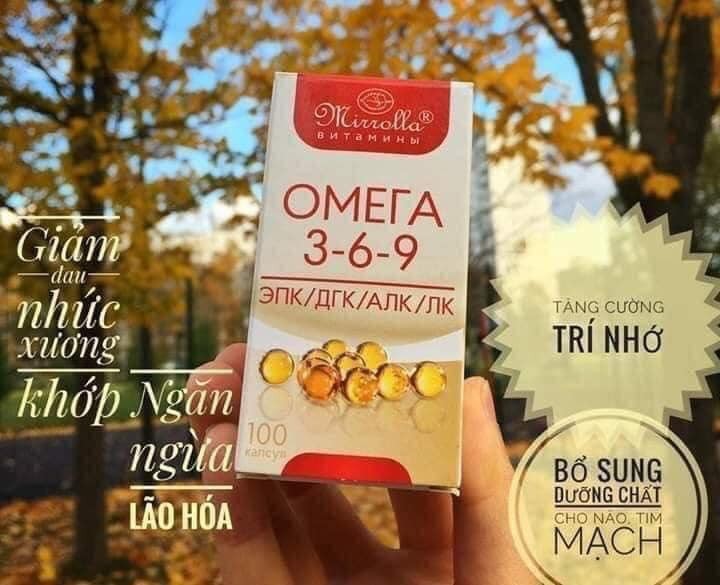 Mirrolla®
витамины
ОМЕГА
3-6-9
ЭПК/ДГК/АЛК/ЛК
100
капсул
Giảm
đau
nhức
xương
khớp
Ngăn
ngừa
LÃO HÓA
TĂNG CƯỜNG
TRÍ NHỚ
BỔ SUNG
DƯỠNG CHẤT
CHO NÃO, TIM
MẠCH